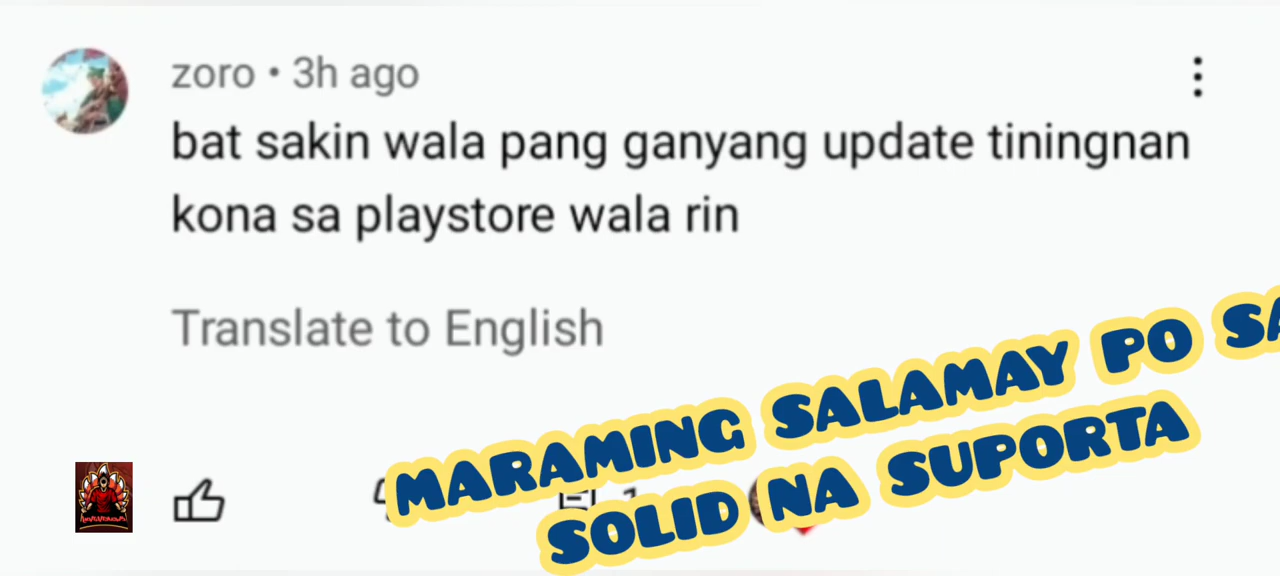 zoro • 3h ago
bat sakin wala pang ganyang update tiningnan
kona sa playstore wala rin
Translate to English
MARAMING SALAMAY PO SA
SOLID NA SUPORTA